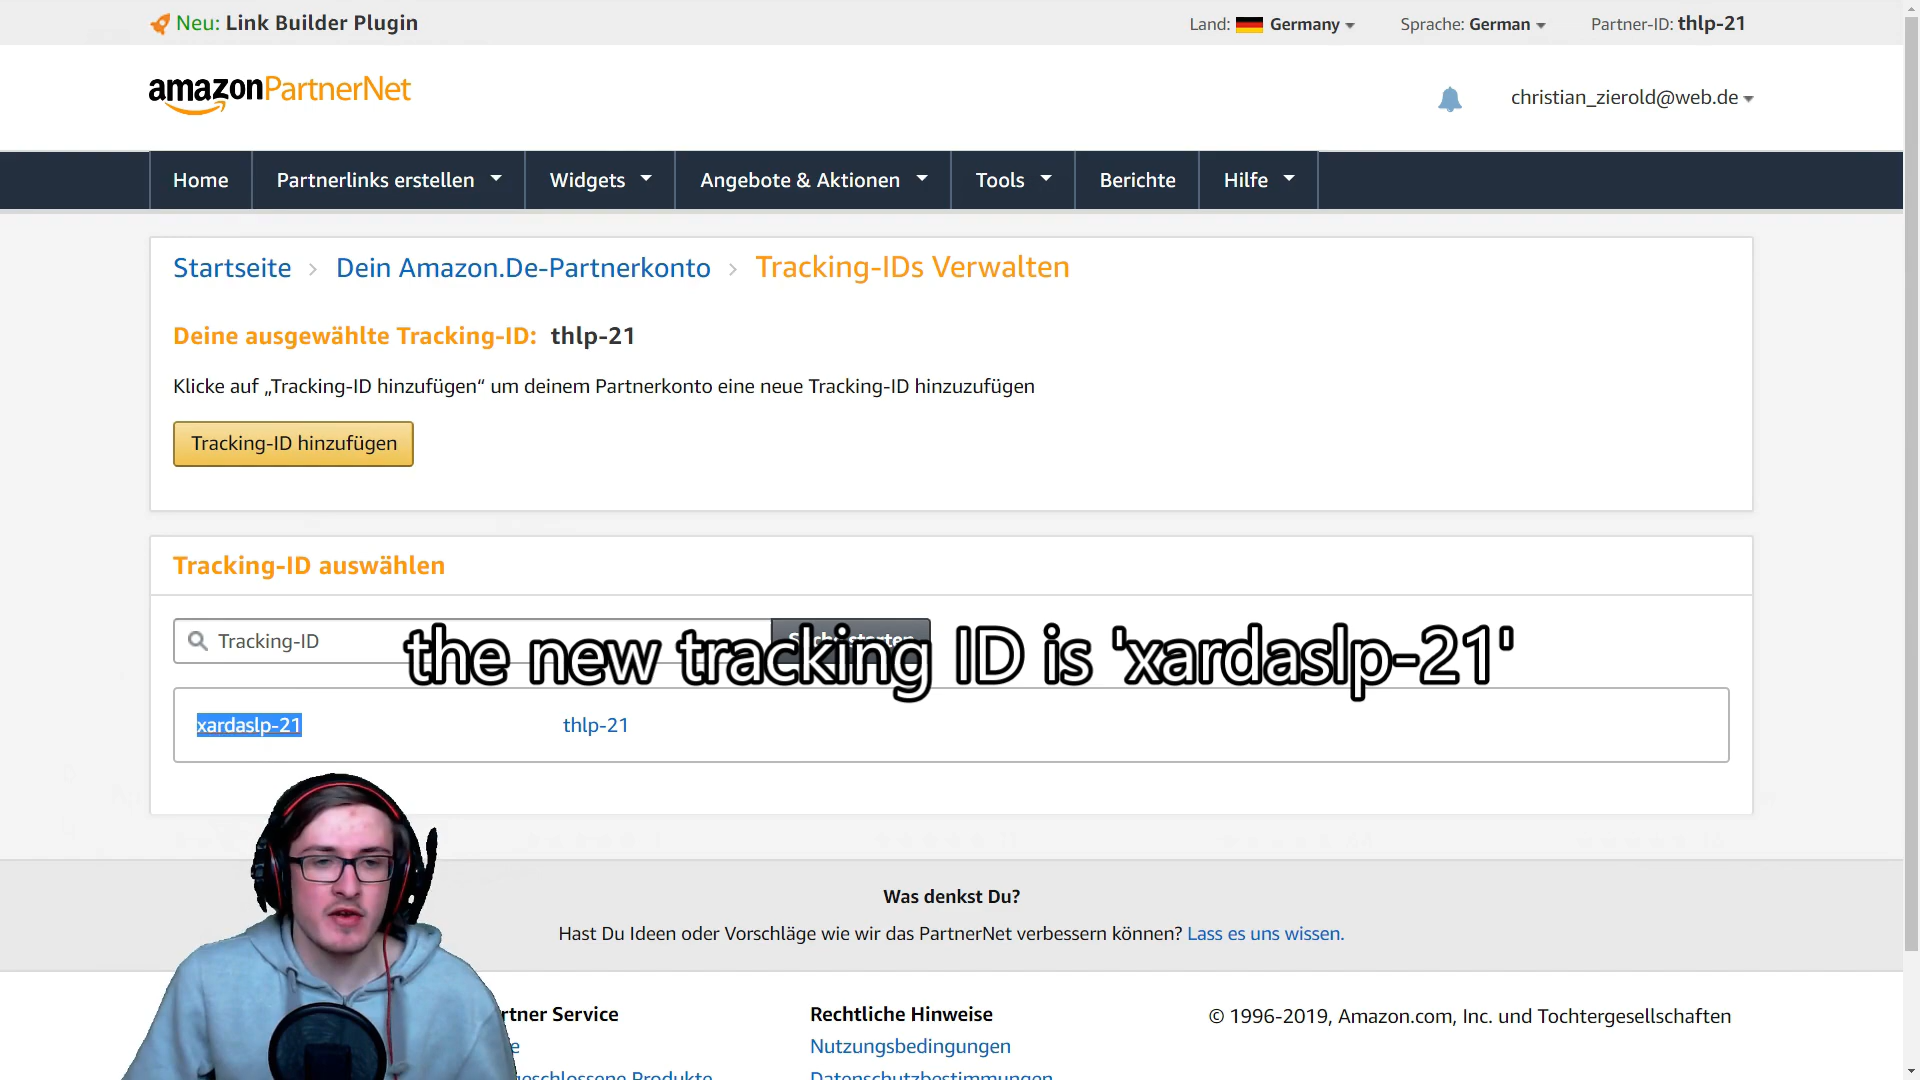 Neu: Link Builder Plugin
Land: Germany
Sprache: German
Partner-ID: thlp-21
amazonPartnerNet
christian_zierold@web.de
Home
Partnerlinks erstellen
Widgets
Angebote & Aktionen
Tools
Berichte
Hilfe
Startseite > Dein Amazon.De-Partnerkonto > Tracking-IDs Verwalten
Deine ausgewählte Tracking-ID: thlp-21
Klicke auf „Tracking-ID hinzufügen“ um deinem Partnerkonto eine neue Tracking-ID hinzuzufügen
Tracking-ID hinzufügen
Tracking-ID auswählen
Tracking-ID
the new tracking ID is 'xardaslp-21'
xardaslp-21
thlp-21
Was denkst Du?
Hast Du Ideen oder Vorschläge wie wir das PartnerNet verbessern können? Lass es uns wissen.
rtner Service
Rechtliche Hinweise
© 1996-2019, Amazon.com, Inc. und Tochtergesellschaften
e
Nutzungsbedingungen
geschlossene Produkte
Datenschutzbestimmungen